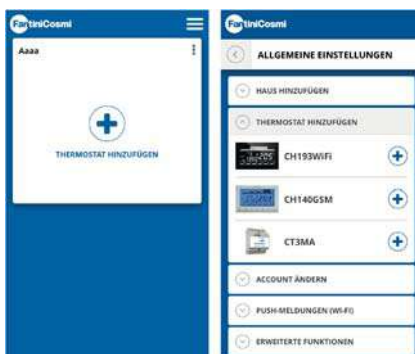 FantiniCosmi
Aaaa
THERMOSTAT HINZUFÜGEN
FantiniCosmi
ALLGEMEINE EINSTELLUNGEN
HAUS HINZUFÜGEN
THERMOSTAT HINZUFÜGEN
CH193WiFi
CH140GSM
CT3MA
ACCOUNT ÄNDERN
PUSH-MELDUNGEN (WI-FI)
ERWEITERTE FUNKTIONEN